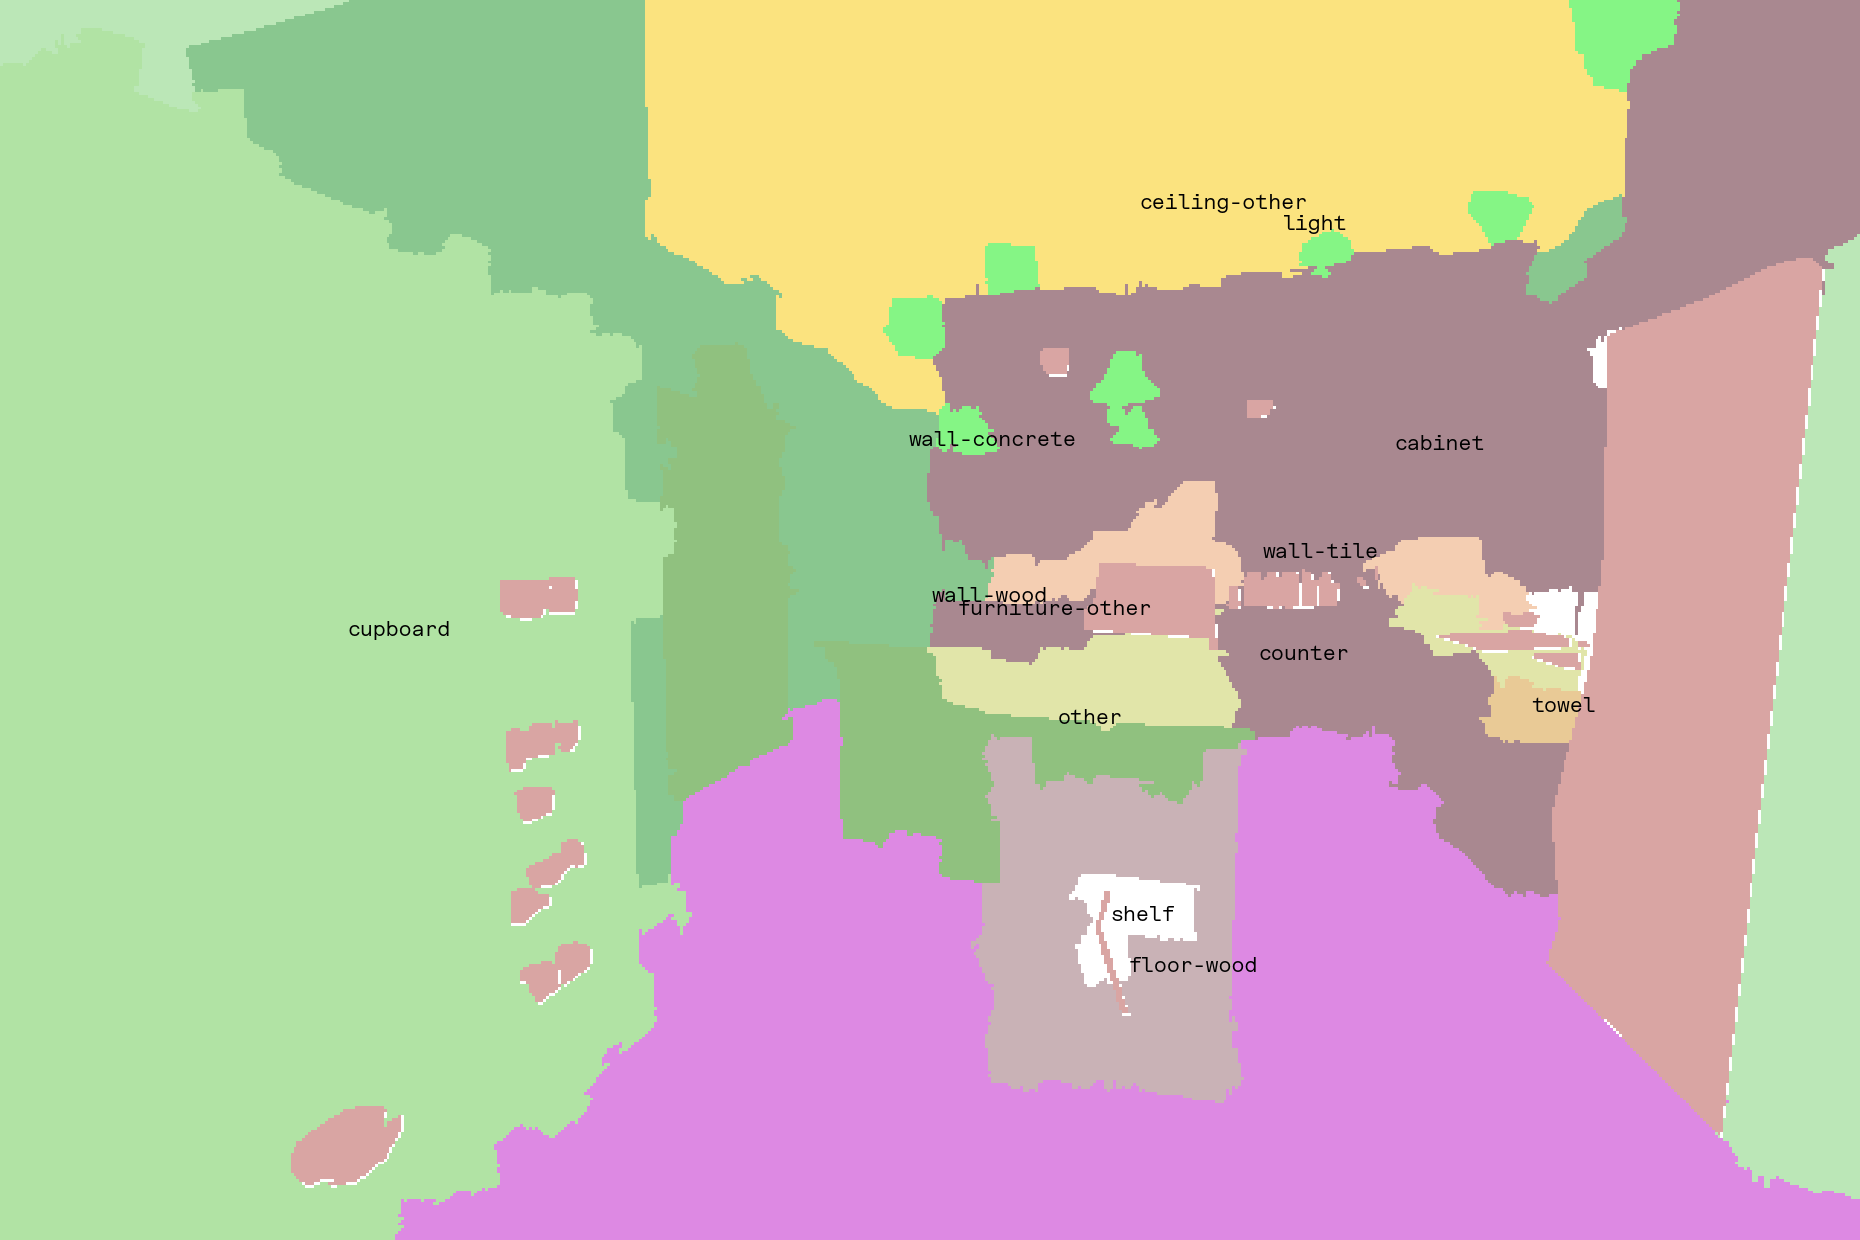 ceiling-other
light
wall-concrete
cabinet
wall-tile
wall-wood
furniture-other
cupboard
counter
towel
other
shelf
floor-wood